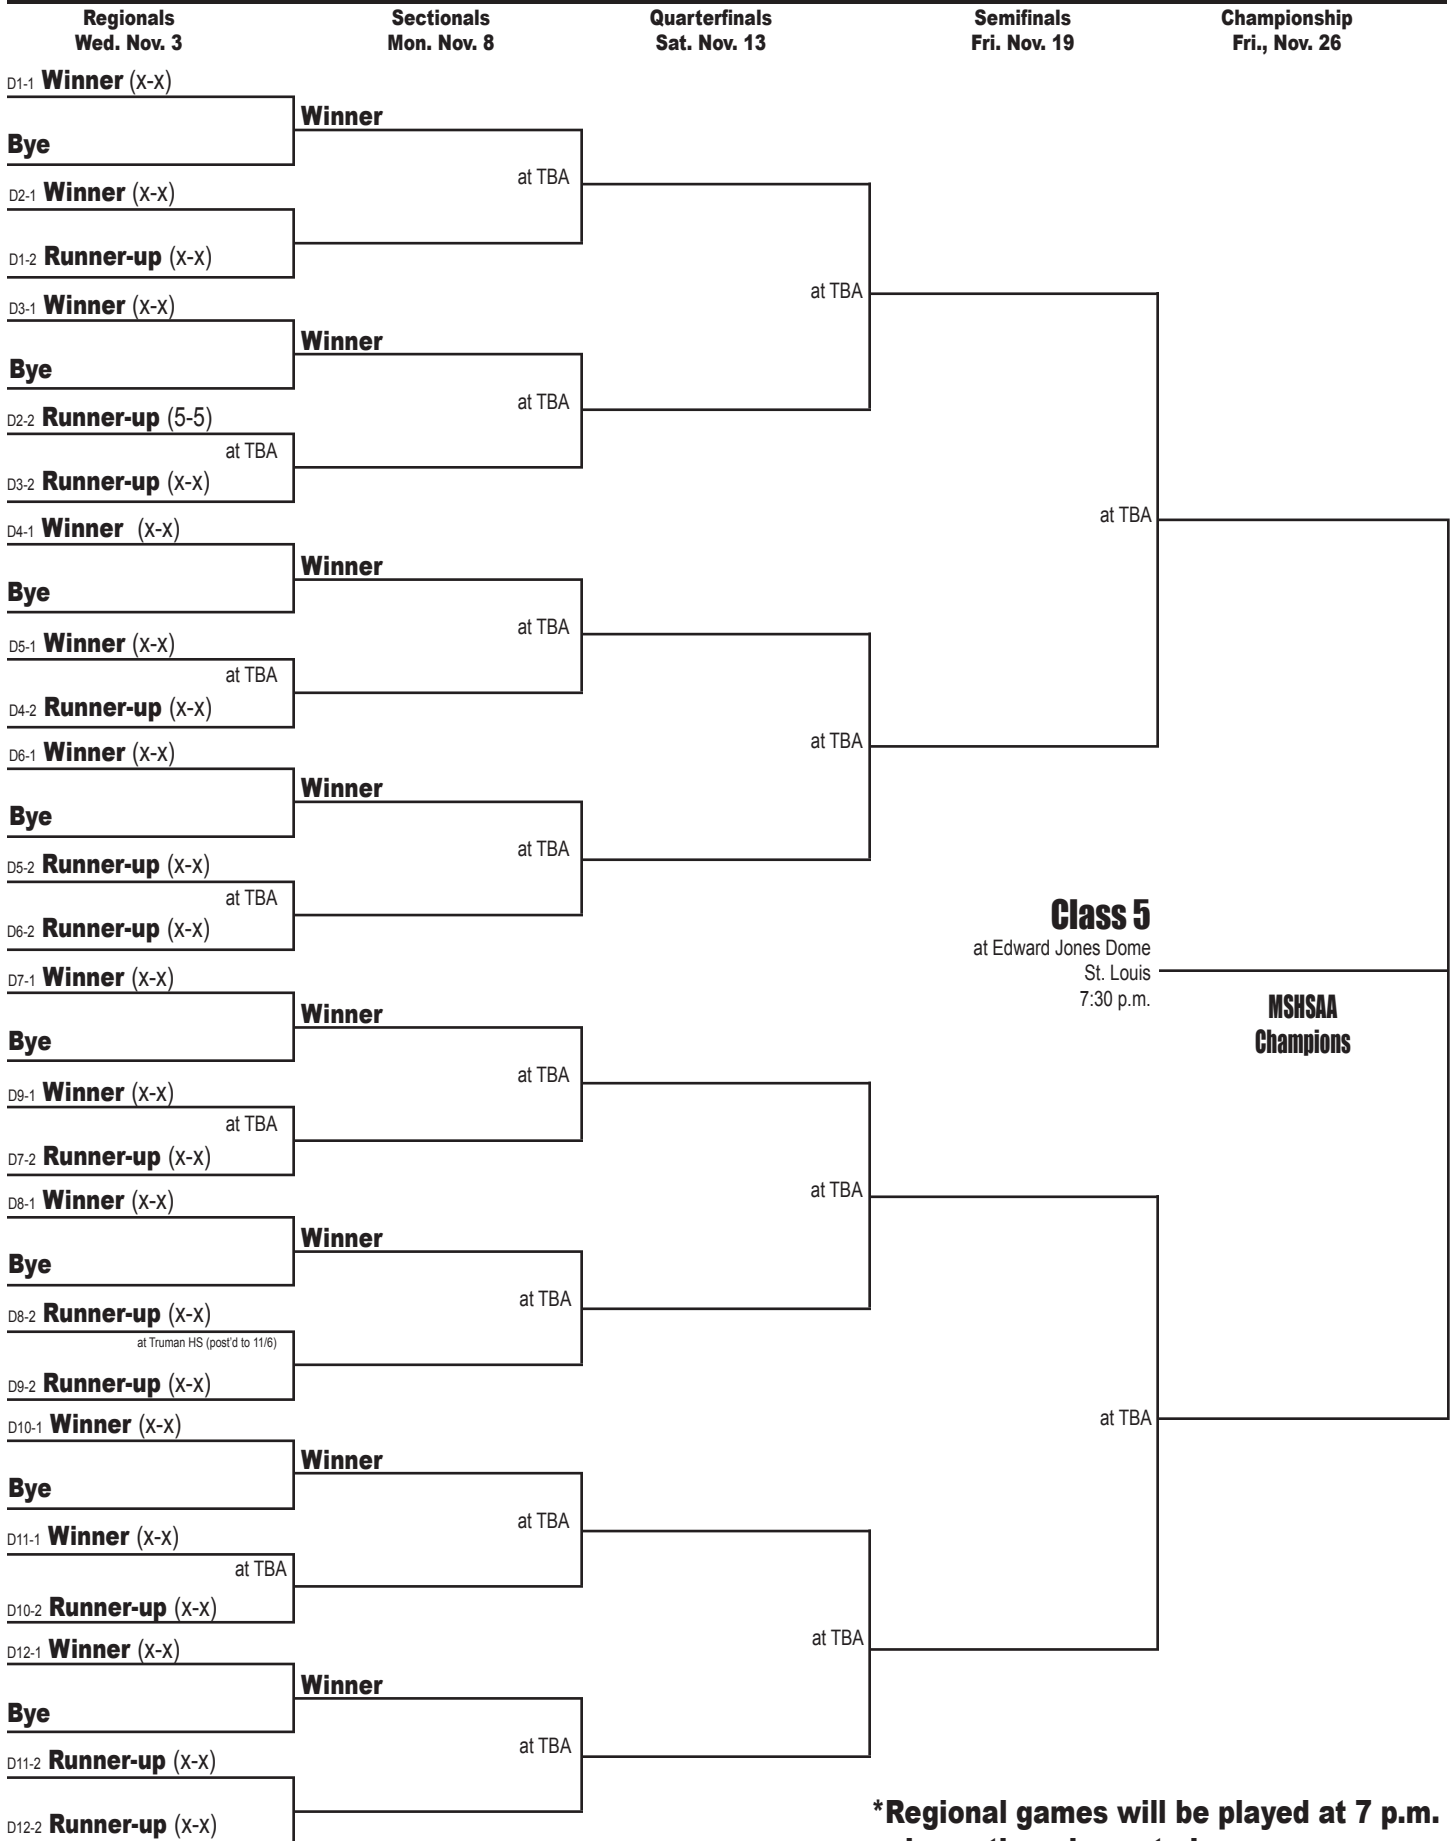 Regionals
Wed. Nov. 3
Sectionals
Mon. Nov. 8
Quarterfinals
Sat. Nov. 13
Semifinals
Fri. Nov. 19
Championship
Fri., Nov. 26
D1-1 Winner (x-x)
Bye
D2-1 Winner (x-x)
D1-2 Runner-up (x-x)
D3-1 Winner (x-x)
Bye
D2-2 Runner-up (5-5)
at TBA
D3-2 Runner-up (x-x)
D4-1 Winner (x-x)
Bye
D5-1 Winner (x-x)
at TBA
D4-2 Runner-up (x-x)
D6-1 Winner (x-x)
Bye
D5-2 Runner-up (x-x)
at TBA
D6-2 Runner-up (x-x)
D7-1 Winner (x-x)
Bye
D9-1 Winner (x-x)
at TBA
D7-2 Runner-up (x-x)
D8-1 Winner (x-x)
Bye
D8-2 Runner-up (x-x)
at Truman HS (post'd to 11/6)
D9-2 Runner-up (x-x)
D10-1 Winner (x-x)
Bye
D11-1 Winner (x-x)
at TBA
D10-2 Runner-up (x-x)
D12-1 Winner (x-x)
Bye
D11-2 Runner-up (x-x)
D12-2 Runner-up (x-x)
Winner
at TBA
Winner
at TBA
Winner
at TBA
Winner
at TBA
Winner
at TBA
Winner
at TBA
Winner
at TBA
Winner
at TBA
at TBA
at TBA
at TBA
at TBA
at TBA
at TBA
Class 5
at Edward Jones Dome
St. Louis
7:30 p.m.
MSHSAA
Champions
*Regional games will be played at 7 p.m.